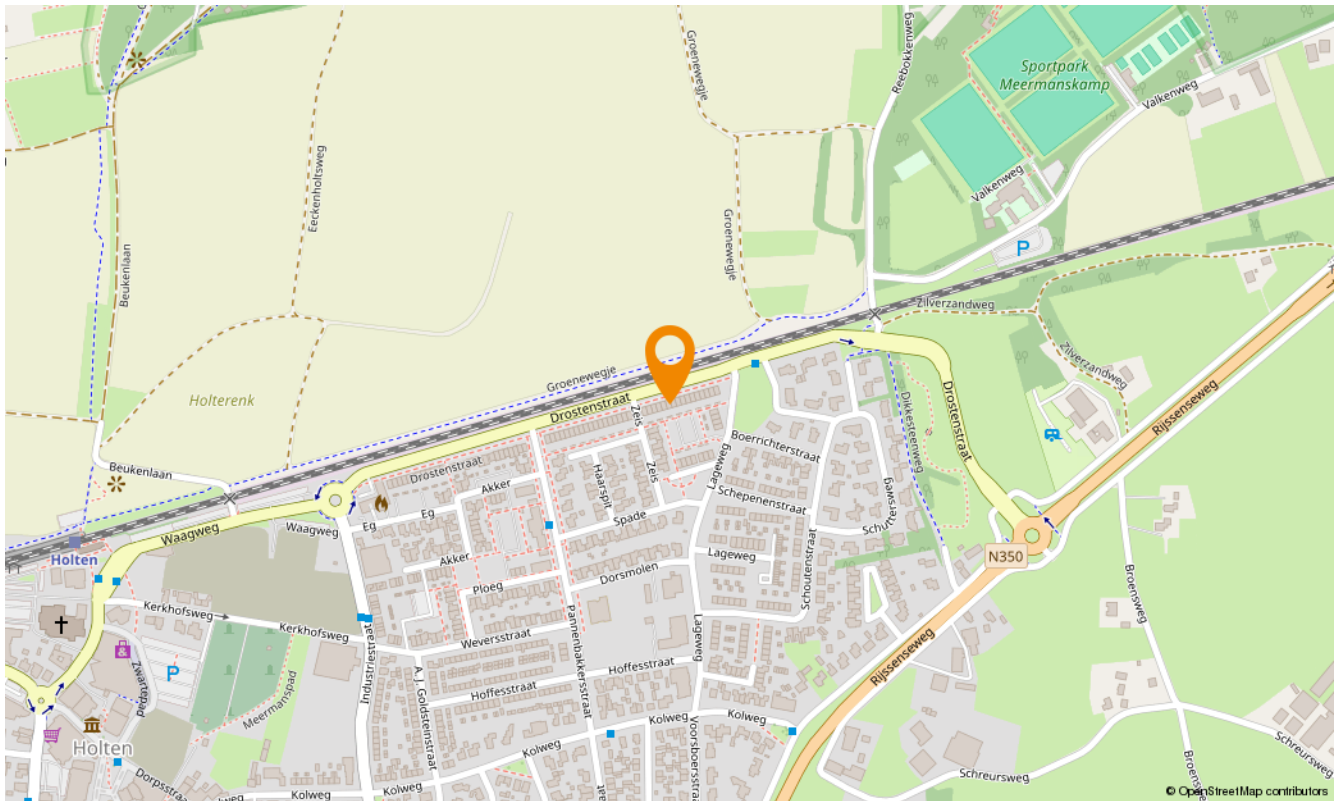 Groenewegje
Reebokkenweg
Sportpark
Meermanskamp
Valkenweg
Eeckenholtsweg
Valkenweg
Groenewegje
Beukenlaan
P
Zilverzandweg
Zilverzandweg
Groenewegje
Holterenk
Drostenstraat
Zeis
Drostenstraat
Dikkesteenweg
Rijssenseweg
Boerrichterstraat
Lageweg
Beukenlaan
Drostenstraat
Haarspit
Zeis
Akker
Schepenenstraat
Schuttersweg
Waagweg
Waagweg
Eg
Eg
Spade
N350
Holten
Akker
Lageweg
Dorsmolen
Schoutenstraat
Broensweg
Ploeg
Kerkhofsweg
Kerkhofsweg
Industriestraat
Weversstraat
Pannenbakkersstraat
Lageweg
Rijssenseweg
P
Zwartepad
Meermanspad
A. J. Goldsteinstraat
Hoffesstraat
Hoffesstraat
Kolweg
Kolweg
Voorsboersstraat
Holten
Kolweg
Schreursweg
Broensweg
Schreursweg
Dorpsstraat
Kolweg
Kolweg
© OpenStreetMap contributors